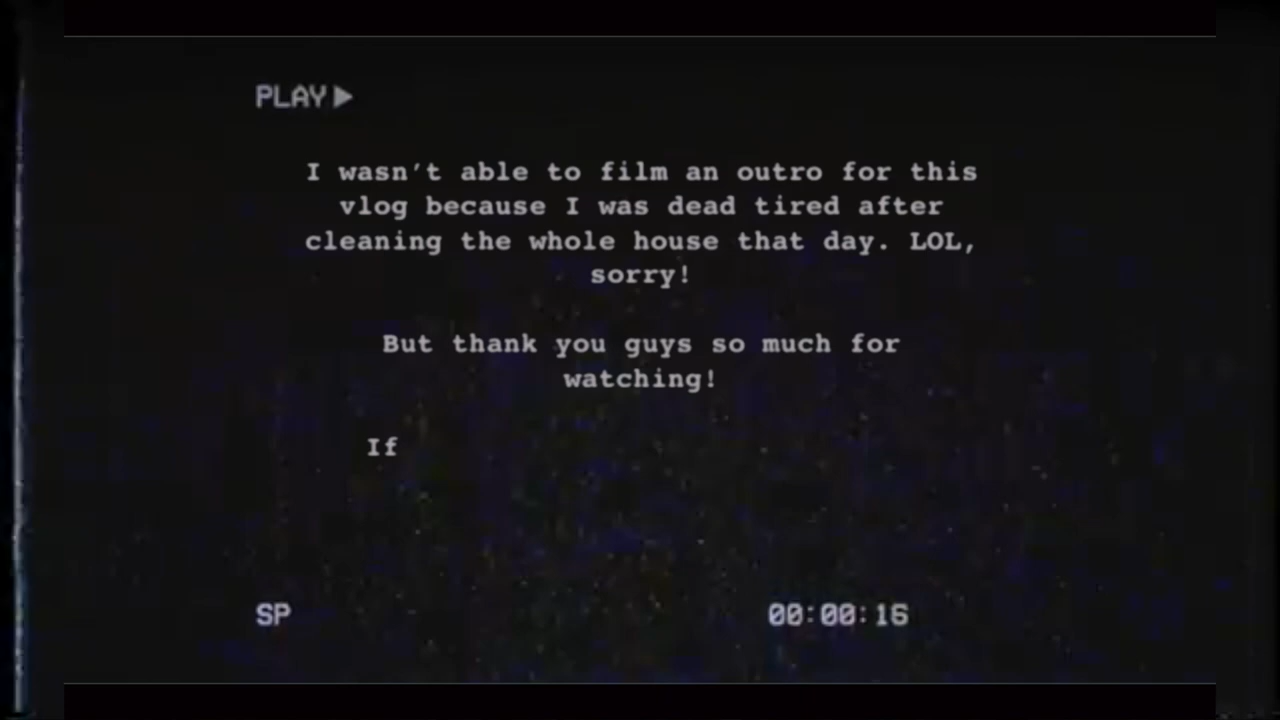 PLAY▶
I wasn't able to film an outro for this
vlog because I was dead tired after
cleaning the whole house that day. LOL,
sorry!
But thank you guys so much for
watching!
If
SP
00:00:16